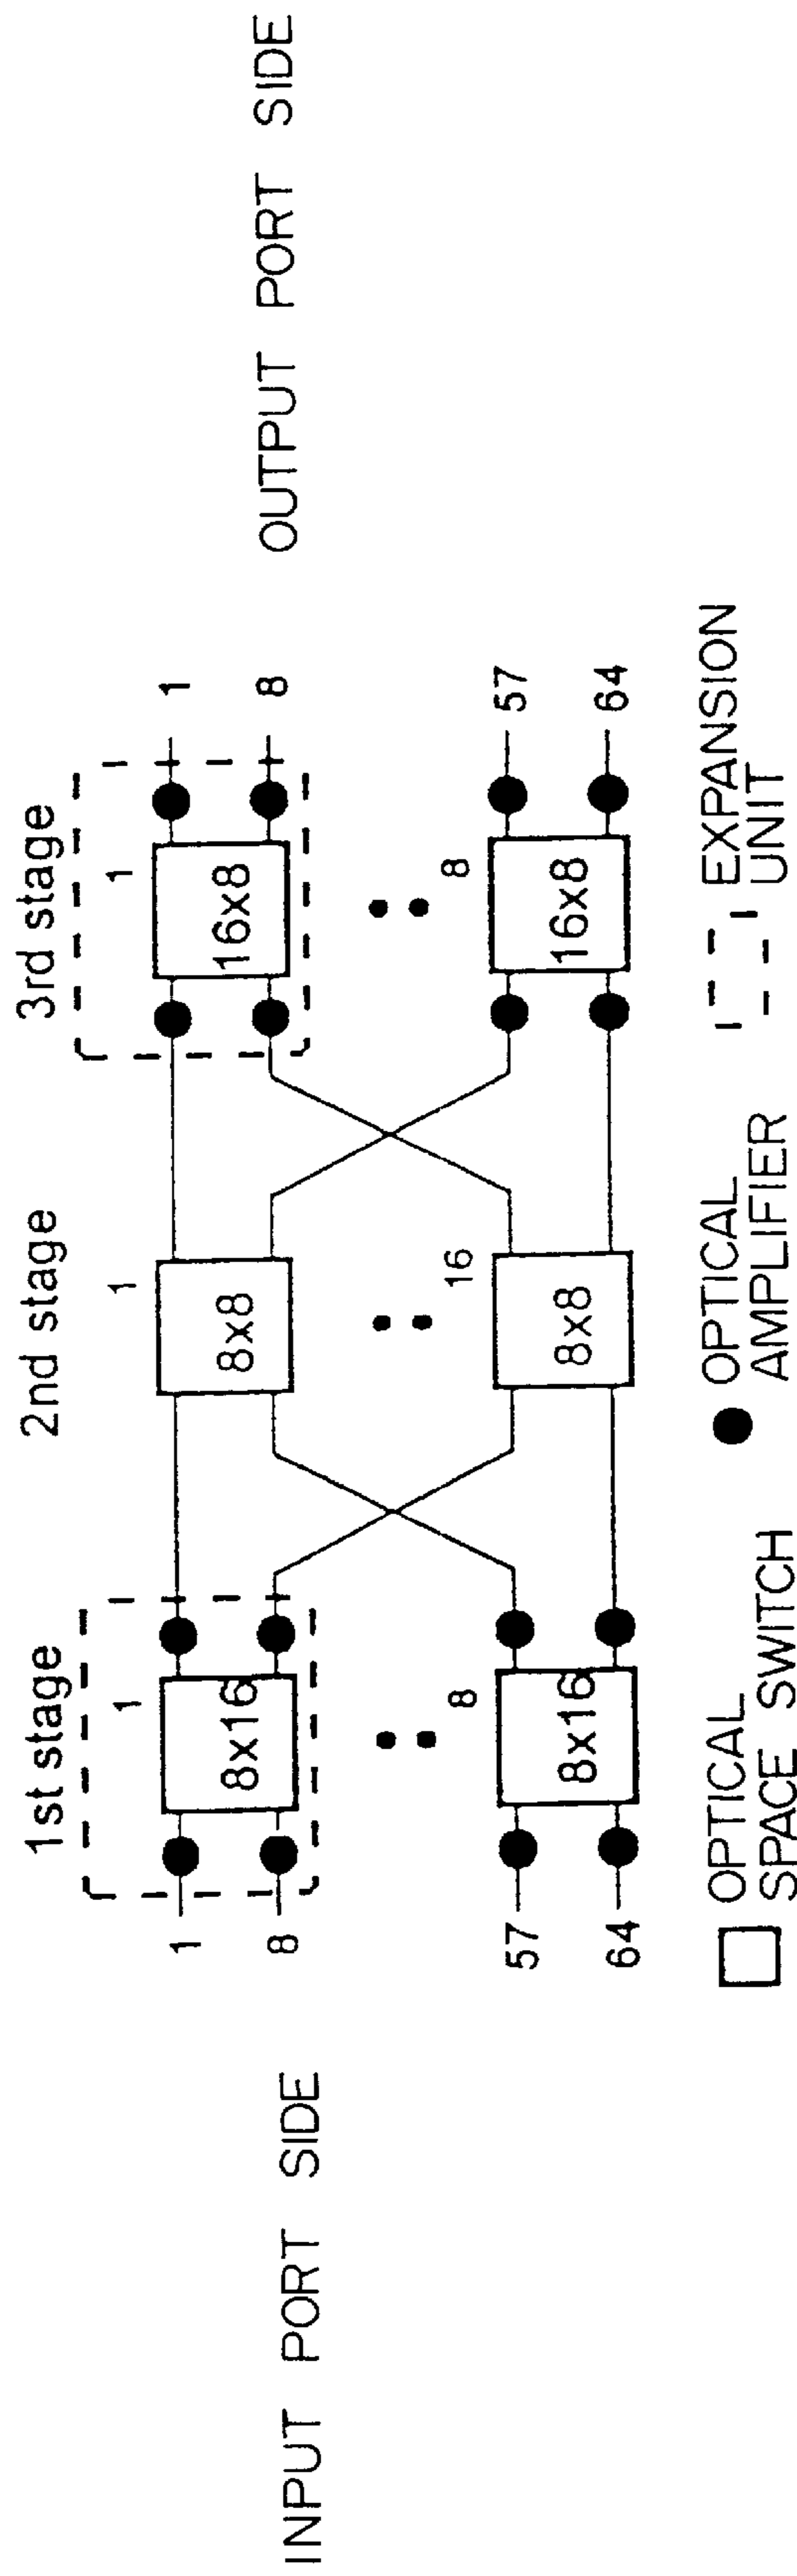 1st stage
2nd stage
3rd stage
1
1
1
1
8x16
8x8
16x8
1
8
8
INPUT PORT SIDE
OUTPUT PORT SIDE
8
16
8
57
8x16
8x8
16x8
57
64
64
OPTICAL
SPACE SWITCH
OPTICAL
AMPLIFIER
EXPANSION
UNIT